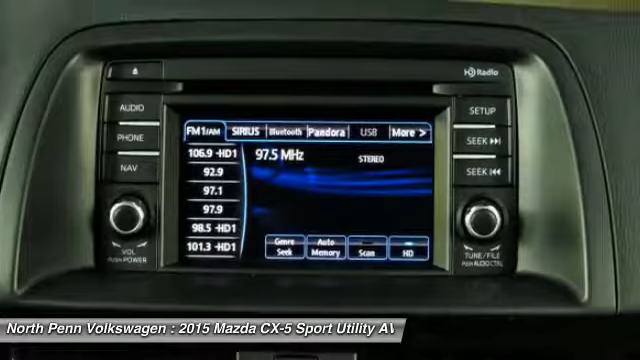 HD Radio
AUDIO
PHONE
NAV
VOL
PUSH POWER
FM1/AM SIRIUS Bluetooth Pandora USB More >
106.9 -HD1
92.9
97.1
97.9
98.5 -HD1
101.3 -HD1
97.5 MHz
STEREO
Genre Seek
Auto Memory
Scan
HD
SETUP
SEEK
SEEK
TUNE/FILE
PUSH AUDIO CTRL
North Penn Volkswagen : 2015 Mazda CX-5 Sport Utility AV